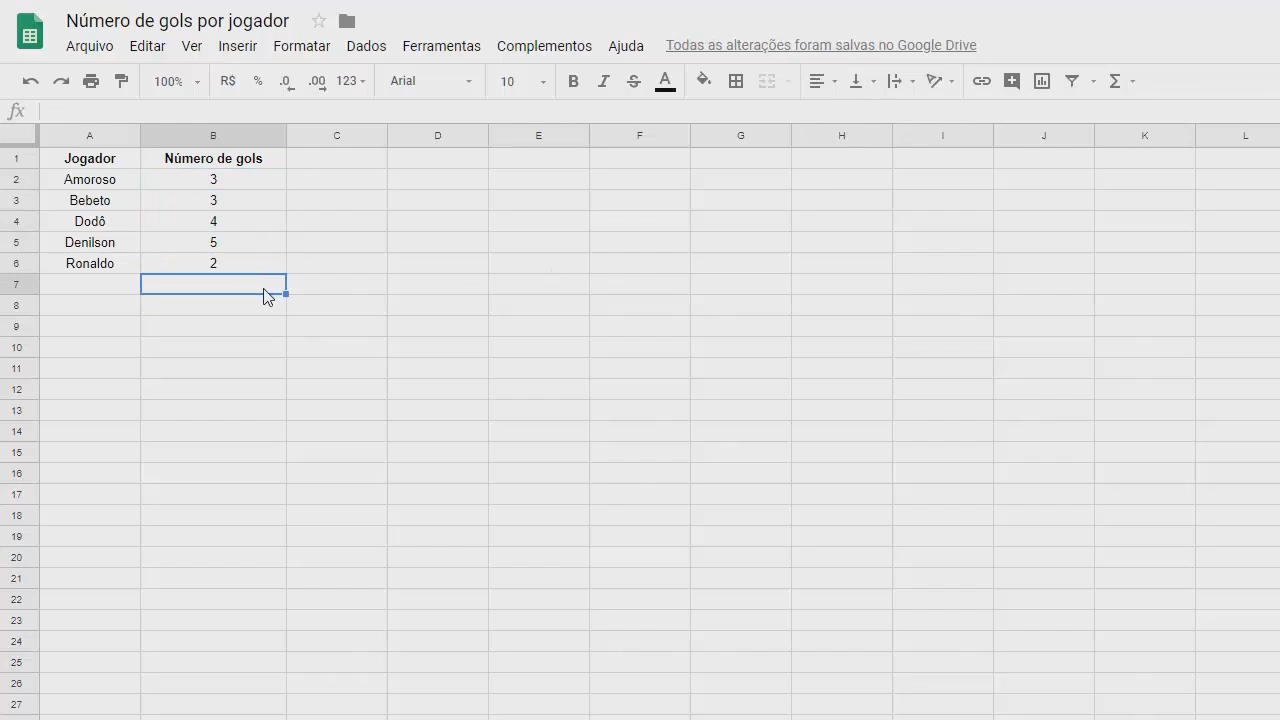 Número de gols por jogador
Arquivo Editar Ver Inserir Formatar Dados Ferramentas Complementos Ajuda Todas as alterações foram salvas no Google Drive
100% R$ % .0 .00 123 Arial 10 B I S A Σ
fx
A B C D E F G H I J K L
1 Jogador Número de gols
2 Amoroso 3
3 Bebeto 3
4 Dodô 4
5 Denilson 5
6 Ronaldo 2
7
8
9
10
11
12
13
14
15
16
17
18
19
20
21
22
23
24
25
26
27